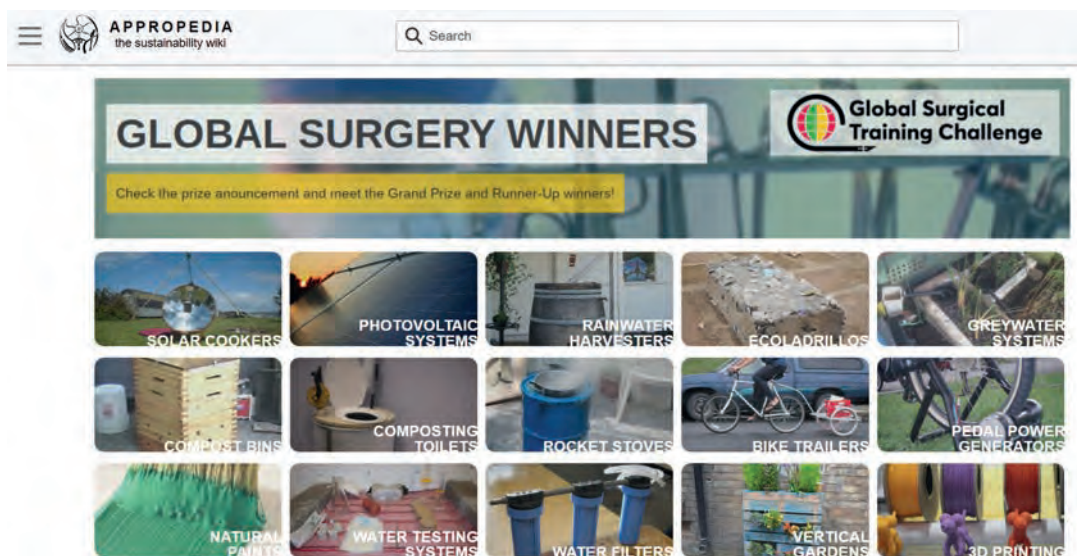 APPROPEDIA
the sustainability wiki
Search
GLOBAL SURGERY WINNERS
Global Surgical
Training Challenge
Check the prize anouncement and meet the Grand Prize and Runner-Up winners!
SOLAR COOKERS
PHOTOVOLTAIC
SYSTEMS
RAINWATER
HARVESTERS
ECOLADRILLOS
GREYWATER
SYSTEMS
COMPOST BINS
COMPOSTING
TOILETS
ROCKET STOVES
BIKE TRAILERS
PEDAL POWER
GENERATORS
NATURAL
PAINTS
WATER TESTING
SYSTEMS
WATER FILTERS
VERTICAL
GARDENS
3D PRINTING